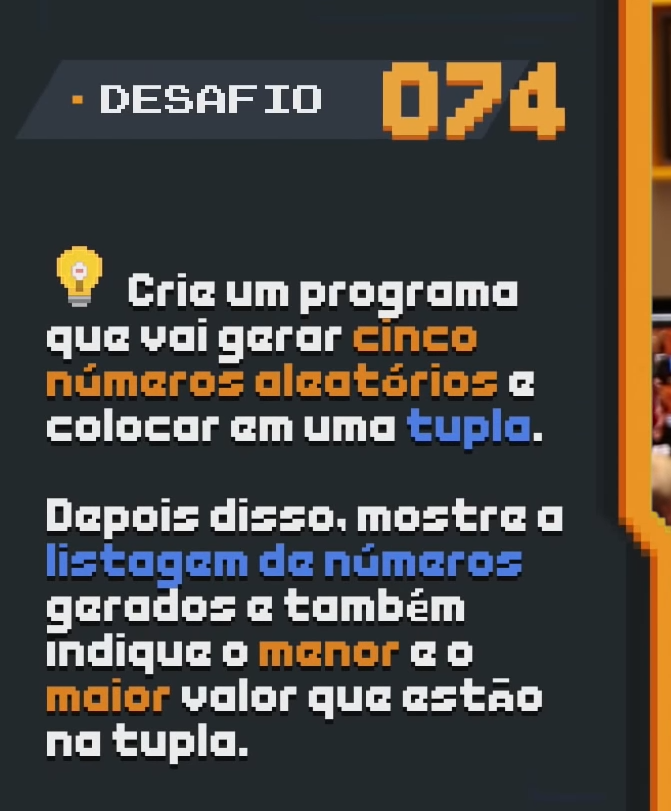 DESAFIO 074
Crie um programa
que vai gerar cinco
números aleatórios e
colocar em uma tupla.
Depois disso, mostre a
listagem de números
gerados e também
indique o menor e o
maior valor que estão
na tupla.